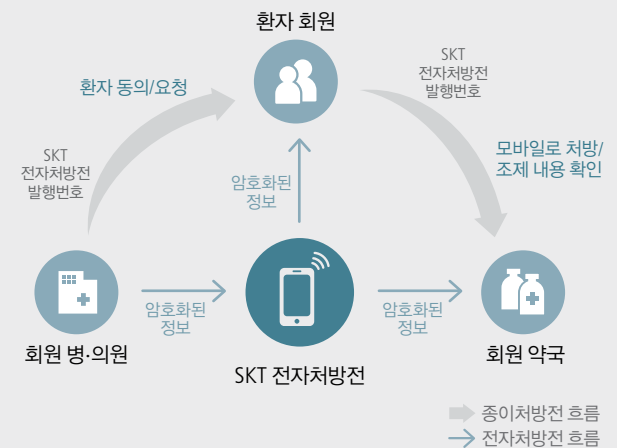 환자 회원
SKT
전자처방전
발행번호
환자 동의/요청
SKT
전자처방전
발행번호
모바일로 처방/
조제 내용 확인
암호화된
정보
암호화된
정보
암호화된
정보
회원 병·의원
SKT 전자처방전
회원 약국
종이처방전 흐름
전자처방전 흐름